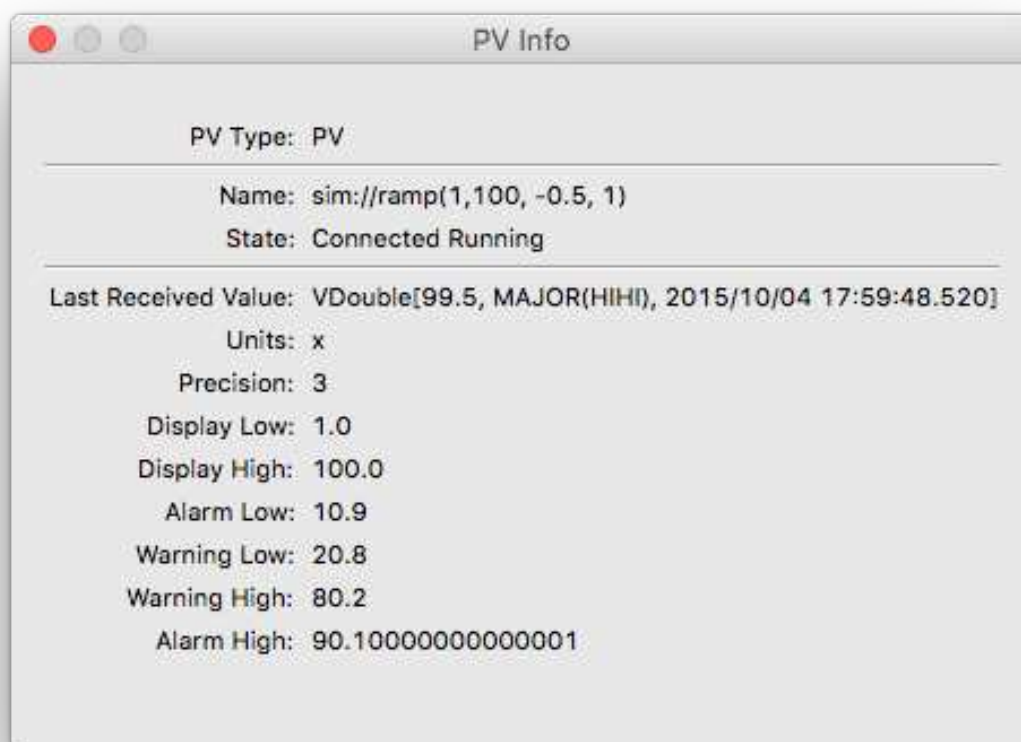 PV Info
PV Type: PV
Name: sim://ramp(1,100, -0.5, 1)
State: Connected Running
Last Received Value: VDouble[99.5, MAJOR(HIHI), 2015/10/04 17:59:48.520]
Units: x
Precision: 3
Display Low: 1.0
Display High: 100.0
Alarm Low: 10.9
Warning Low: 20.8
Warning High: 80.2
Alarm High: 90.10000000000001